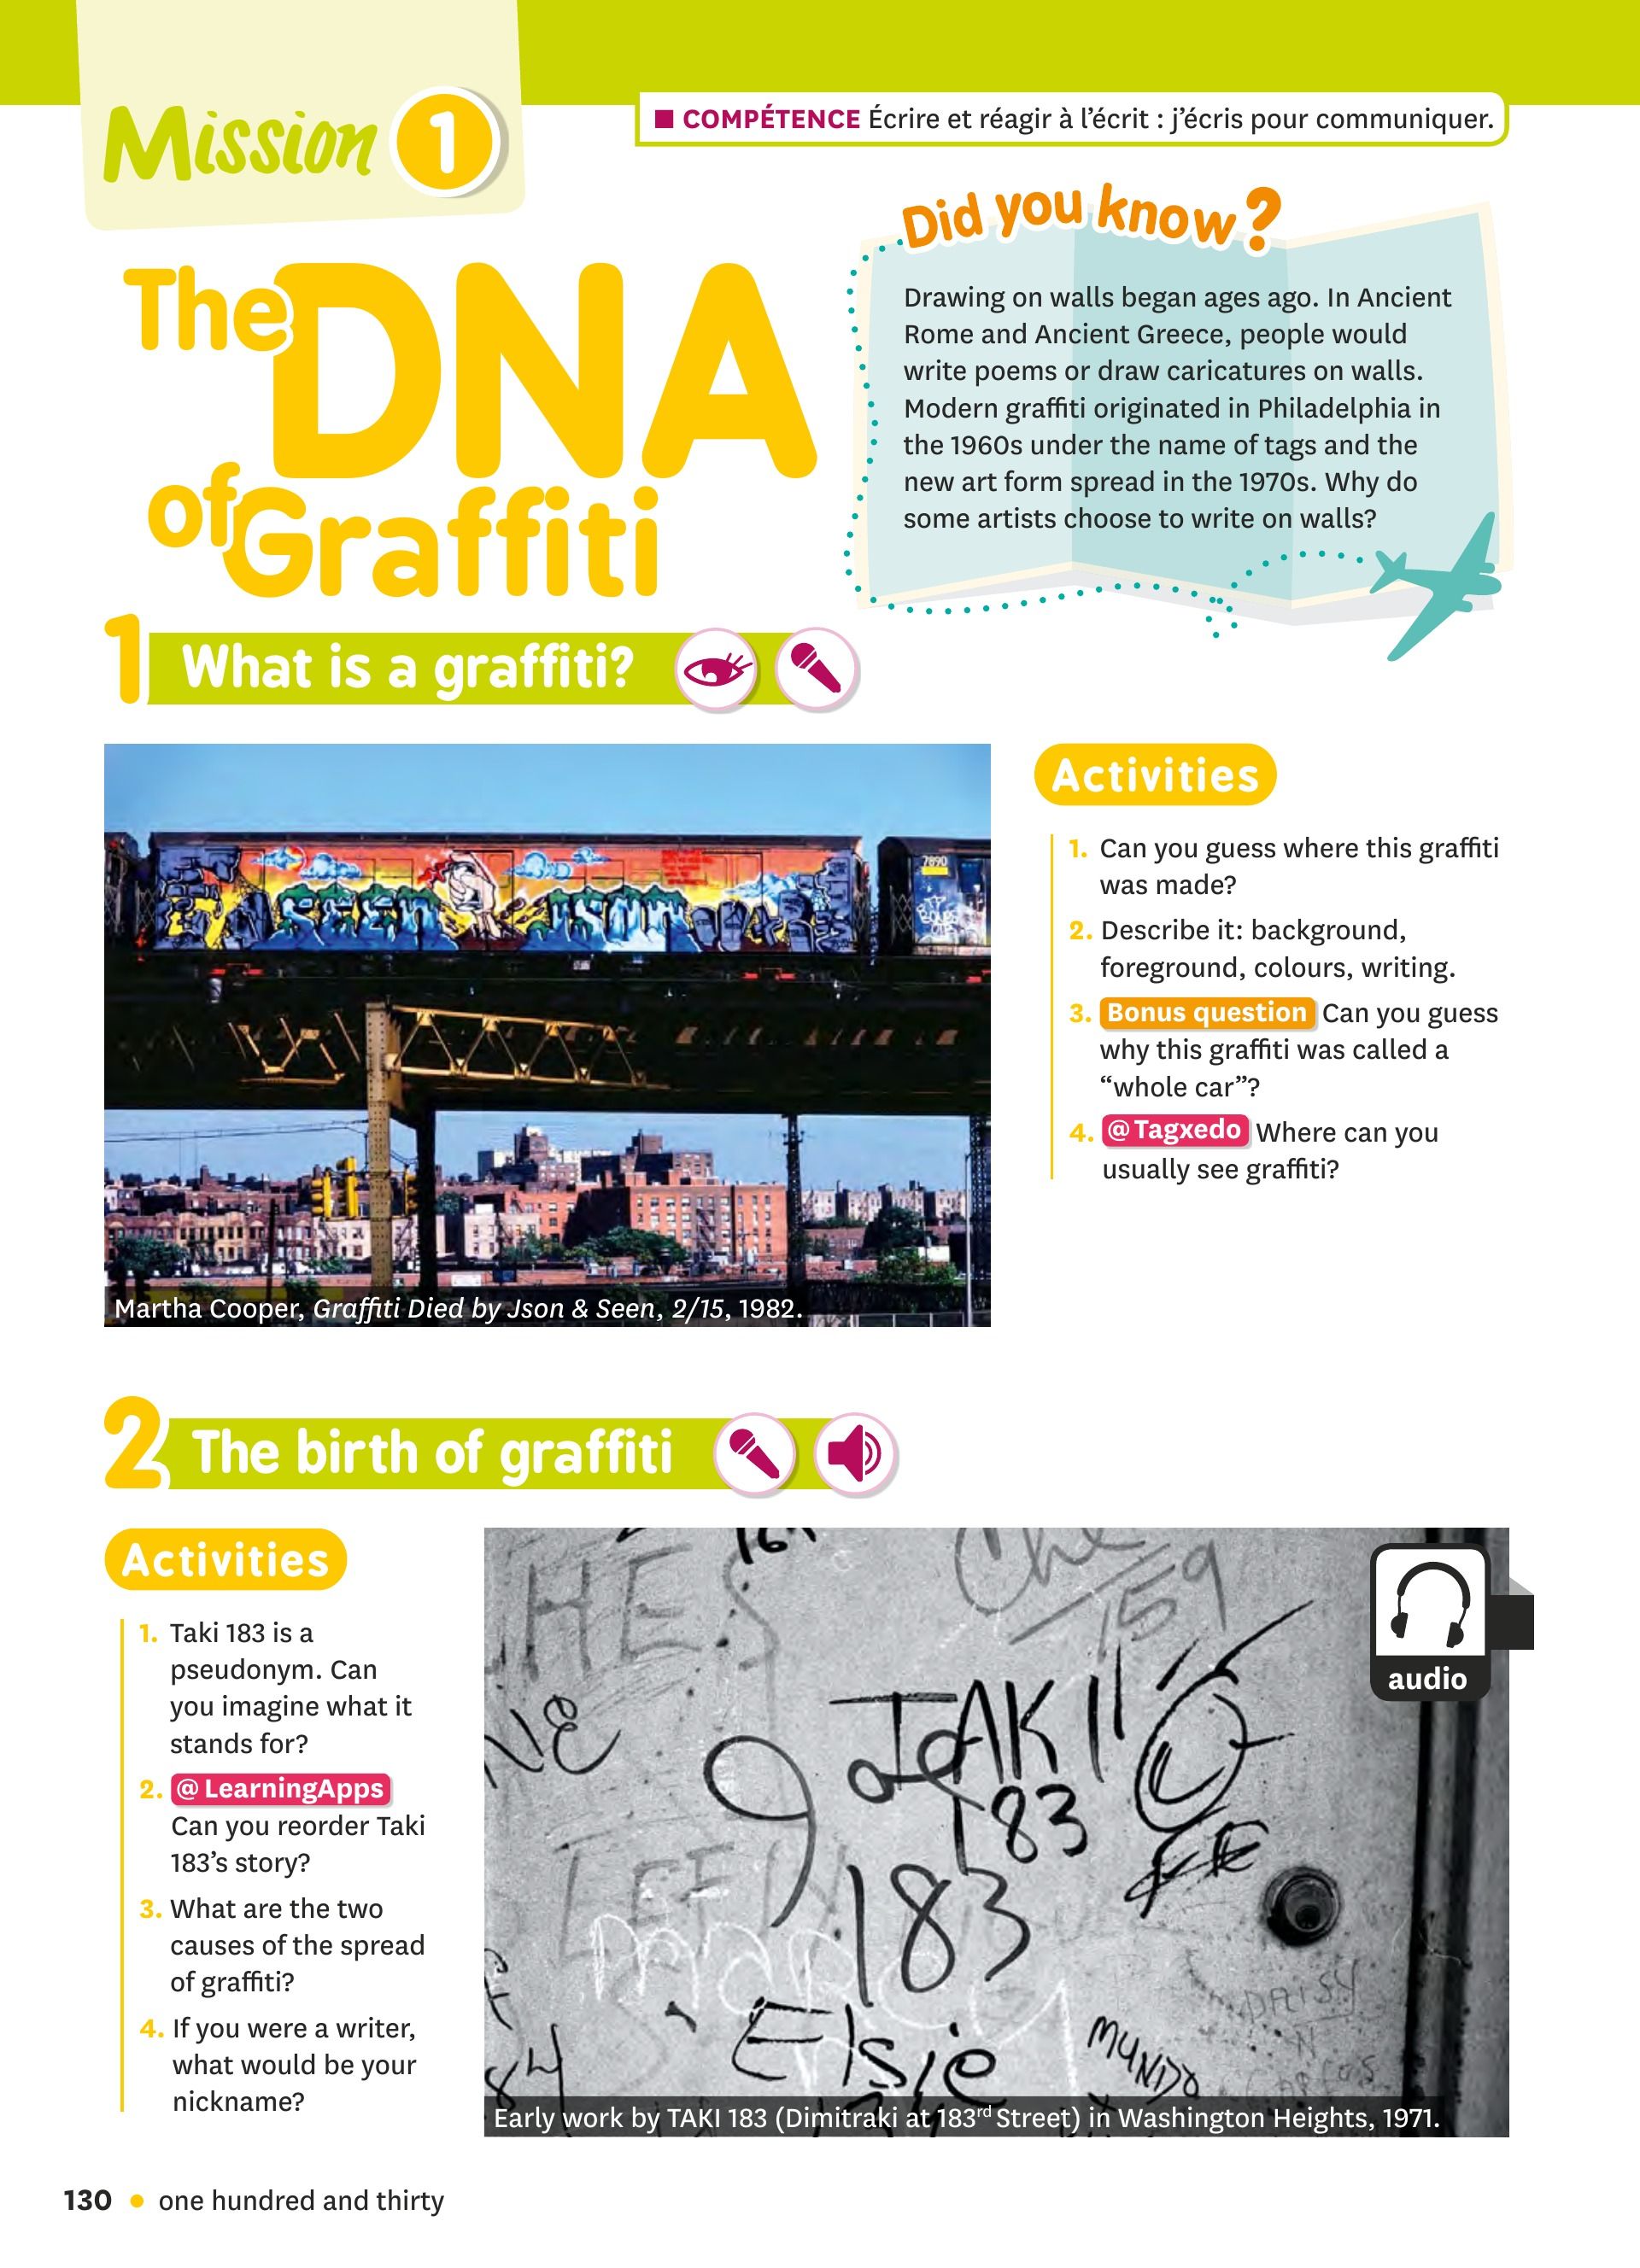 Mission 1
■ COMPÉTENCE Écrire et réagir à l'écrit : j'écris pour communiquer.
The DNA
of Graffiti
Did you know?
Drawing on walls began ages ago. In Ancient
Rome and Ancient Greece, people would
write poems or draw caricatures on walls.
Modern graffiti originated in Philadelphia in
the 1960s under the name of tags and the
new art form spread in the 1970s. Why do
some artists choose to write on walls?
1 What is a graffiti?
7890
SEEN
JSON
Martha Cooper, Graffiti Died by Json & Seen, 2/15, 1982.
Activities
1. Can you guess where this graffiti
was made?
2. Describe it: background,
foreground, colours, writing.
3. Bonus question Can you guess
why this graffiti was called a
“whole car”?
4. @Tagxedo Where can you
usually see graffiti?
2 The birth of graffiti
Activities
1. Taki 183 is a
pseudonym. Can
you imagine what it
stands for?
2. @ LearningApps
Can you reorder Taki
183’s story?
3. What are the two
causes of the spread
of graffiti?
4. If you were a writer,
what would be your
nickname?
159
TAKI
183
183
Elsie
MUNDO
DAISY
audio
Early work by TAKI 183 (Dimitraki at 183rd Street) in Washington Heights, 1971.
130 • one hundred and thirty